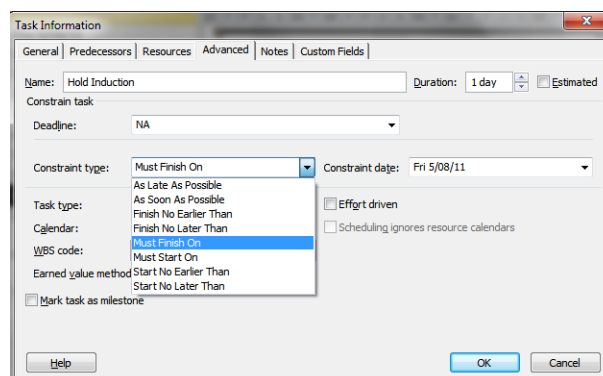 Task Information
General Predecessors Resources Advanced Notes Custom Fields
Name: Hold Induction Duration: 1 day Estimated
Constrain task
Deadline: NA
Constraint type: Must Finish On Constraint date: Fri 5/08/11
As Late As Possible
Task type: As Soon As Possible Effort driven
Finish No Earlier Than
Calendar: Finish No Later Than Scheduling ignores resource calendars
WBS code: Must Finish On
Must Start On
Earned value method Start No Earlier Than
Start No Later Than
Mark task as milestone
Help OK Cancel